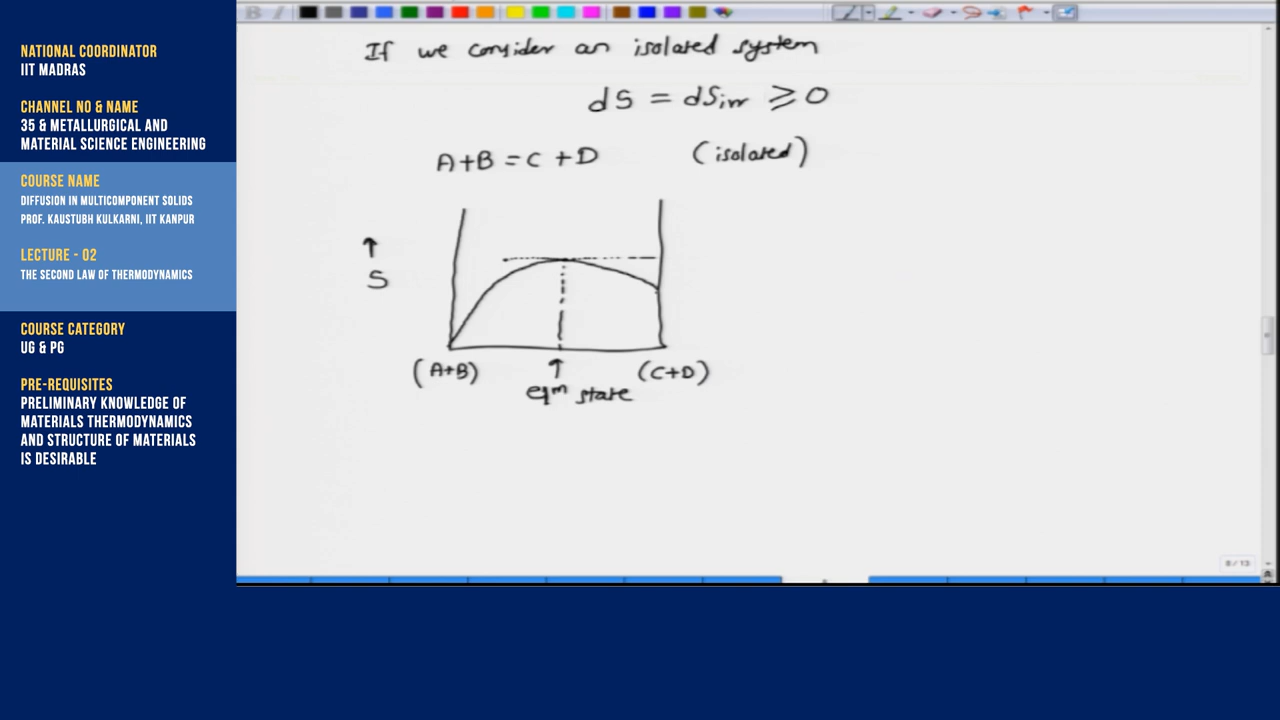 NATIONAL COORDINATOR
IIT MADRAS
CHANNEL NO & NAME
35 & METALLURGICAL AND
MATERIAL SCIENCE ENGINEERING
COURSE NAME
DIFFUSION IN MULTICOMPONENT SOLIDS
PROF. KAUSTUBH KULKARNI, IIT KANPUR
LECTURE - 02
THE SECOND LAW OF THERMODYNAMICS
COURSE CATEGORY
UG & PG
PRE-REQUISITES
PRELIMINARY KNOWLEDGE OF
MATERIALS THERMODYNAMICS
AND STRUCTURE OF MATERIALS
IS DESIRABLE
B I
If we consider an isolated system
dS = dSirr ≥ 0
A+B = C + D (isolated)
↑
S
(A+B) ↑ (C+D)
eqm state
8 / 13